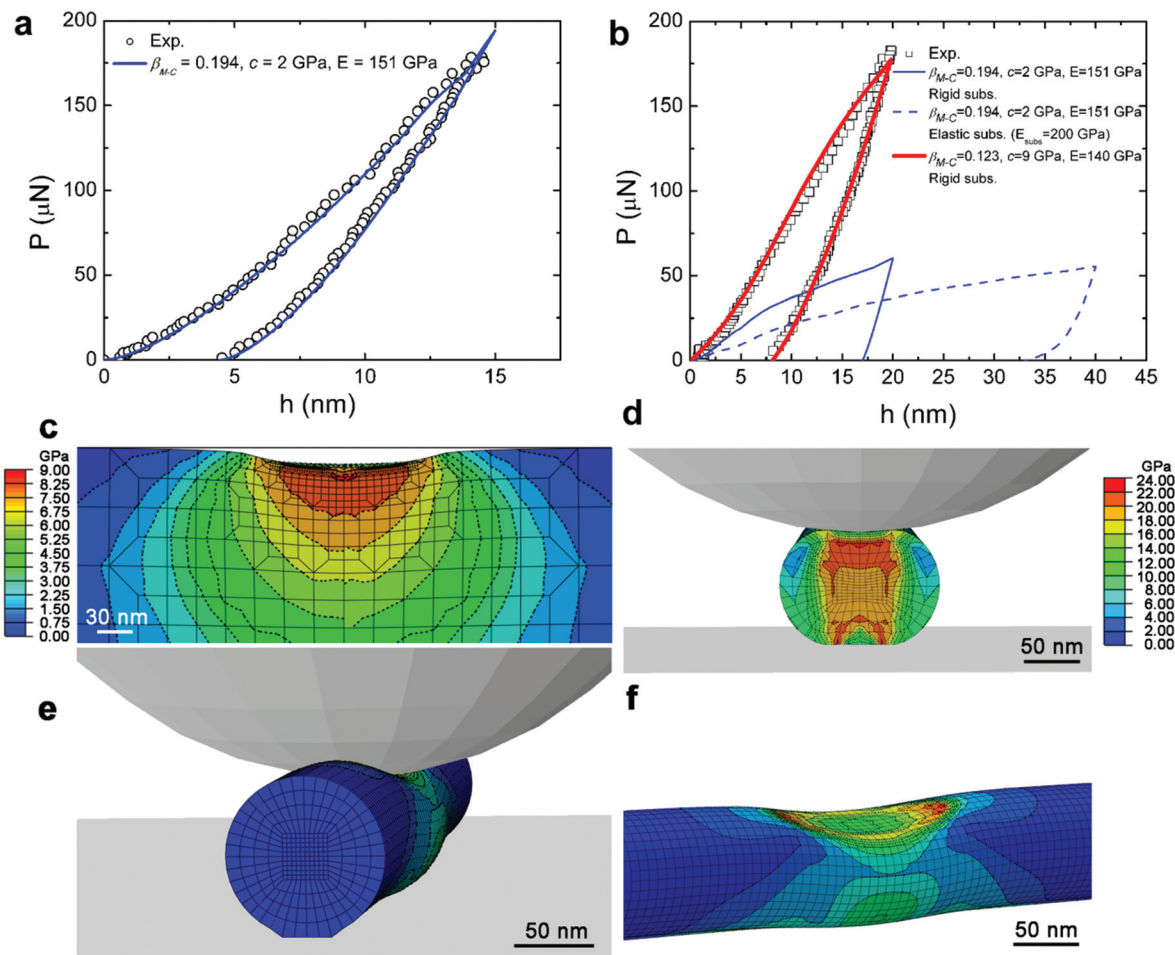 a
200
150
100
50
0
P (μN)
Exp.
β_M-C = 0.194, c = 2 GPa, E = 151 GPa
0 5 10 15
h (nm)
b
200
150
100
50
0
P (μN)
Exp.
β_M-C=0.194, c=2 GPa, E=151 GPa
Rigid subs.
β_M-C=0.194, c=2 GPa, E=151 GPa
Elastic subs. (E_subs=200 GPa)
β_M-C=0.123, c=9 GPa, E=140 GPa
Rigid subs.
0 5 10 15 20 25 30 35 40 45
h (nm)
c
GPa
9.00
8.25
7.50
6.75
6.00
5.25
4.50
3.75
3.00
2.25
1.50
0.75
0.00
30 nm
d
GPa
24.00
22.00
20.00
18.00
16.00
14.00
12.00
10.00
8.00
6.00
4.00
2.00
0.00
50 nm
e
50 nm
f
50 nm